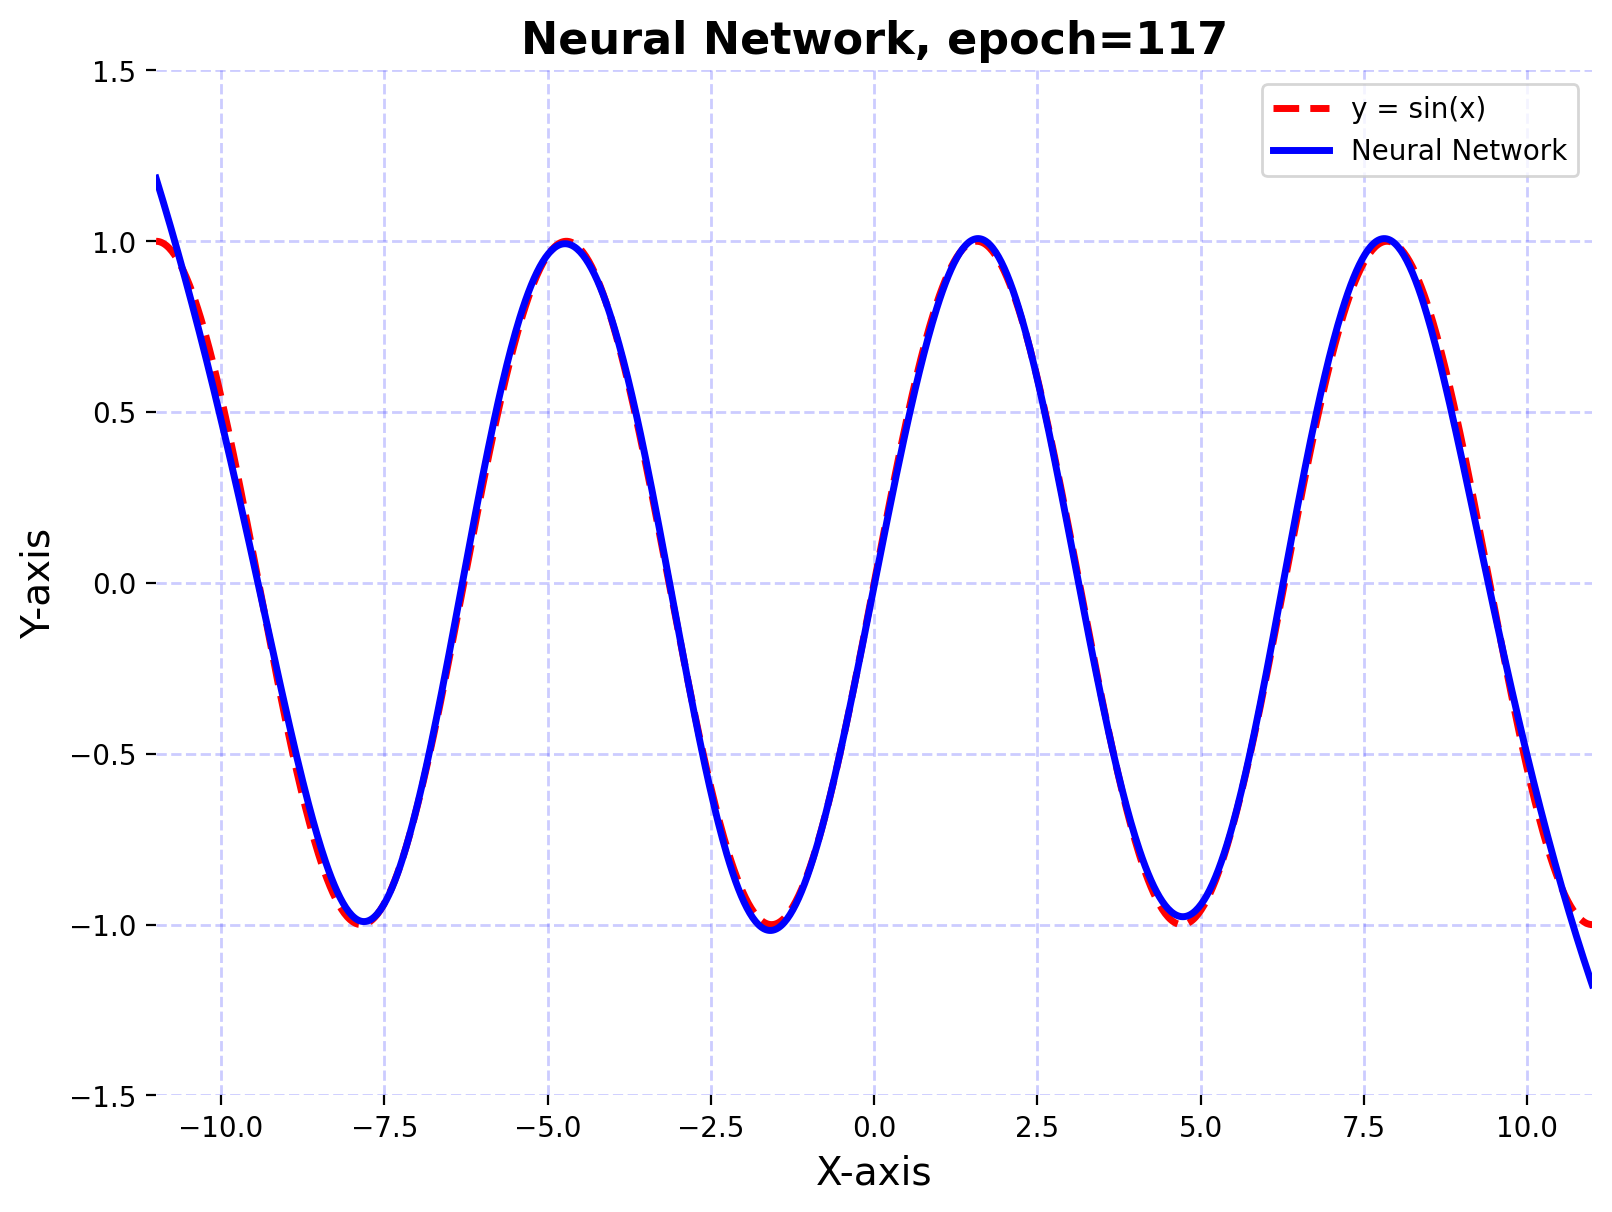 Neural Network, epoch=117
y = sin(x)
Neural Network
1.5
1.0
0.5
0.0
−0.5
−1.0
−1.5
Y-axis
−10.0 −7.5 −5.0 −2.5 0.0 2.5 5.0 7.5 10.0
X-axis